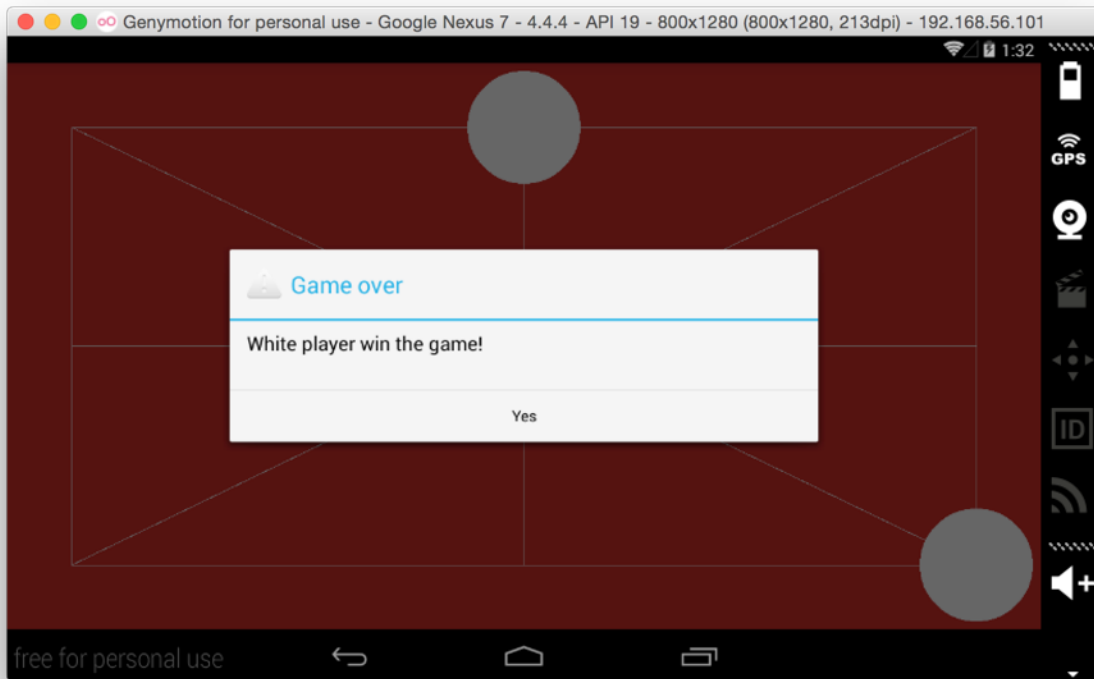 Genymotion for personal use - Google Nexus 7 - 4.4.4 - API 19 - 800x1280 (800x1280, 213dpi) - 192.168.56.101
1:32
GPS
Game over
White player win the game!
Yes
ID
free for personal use